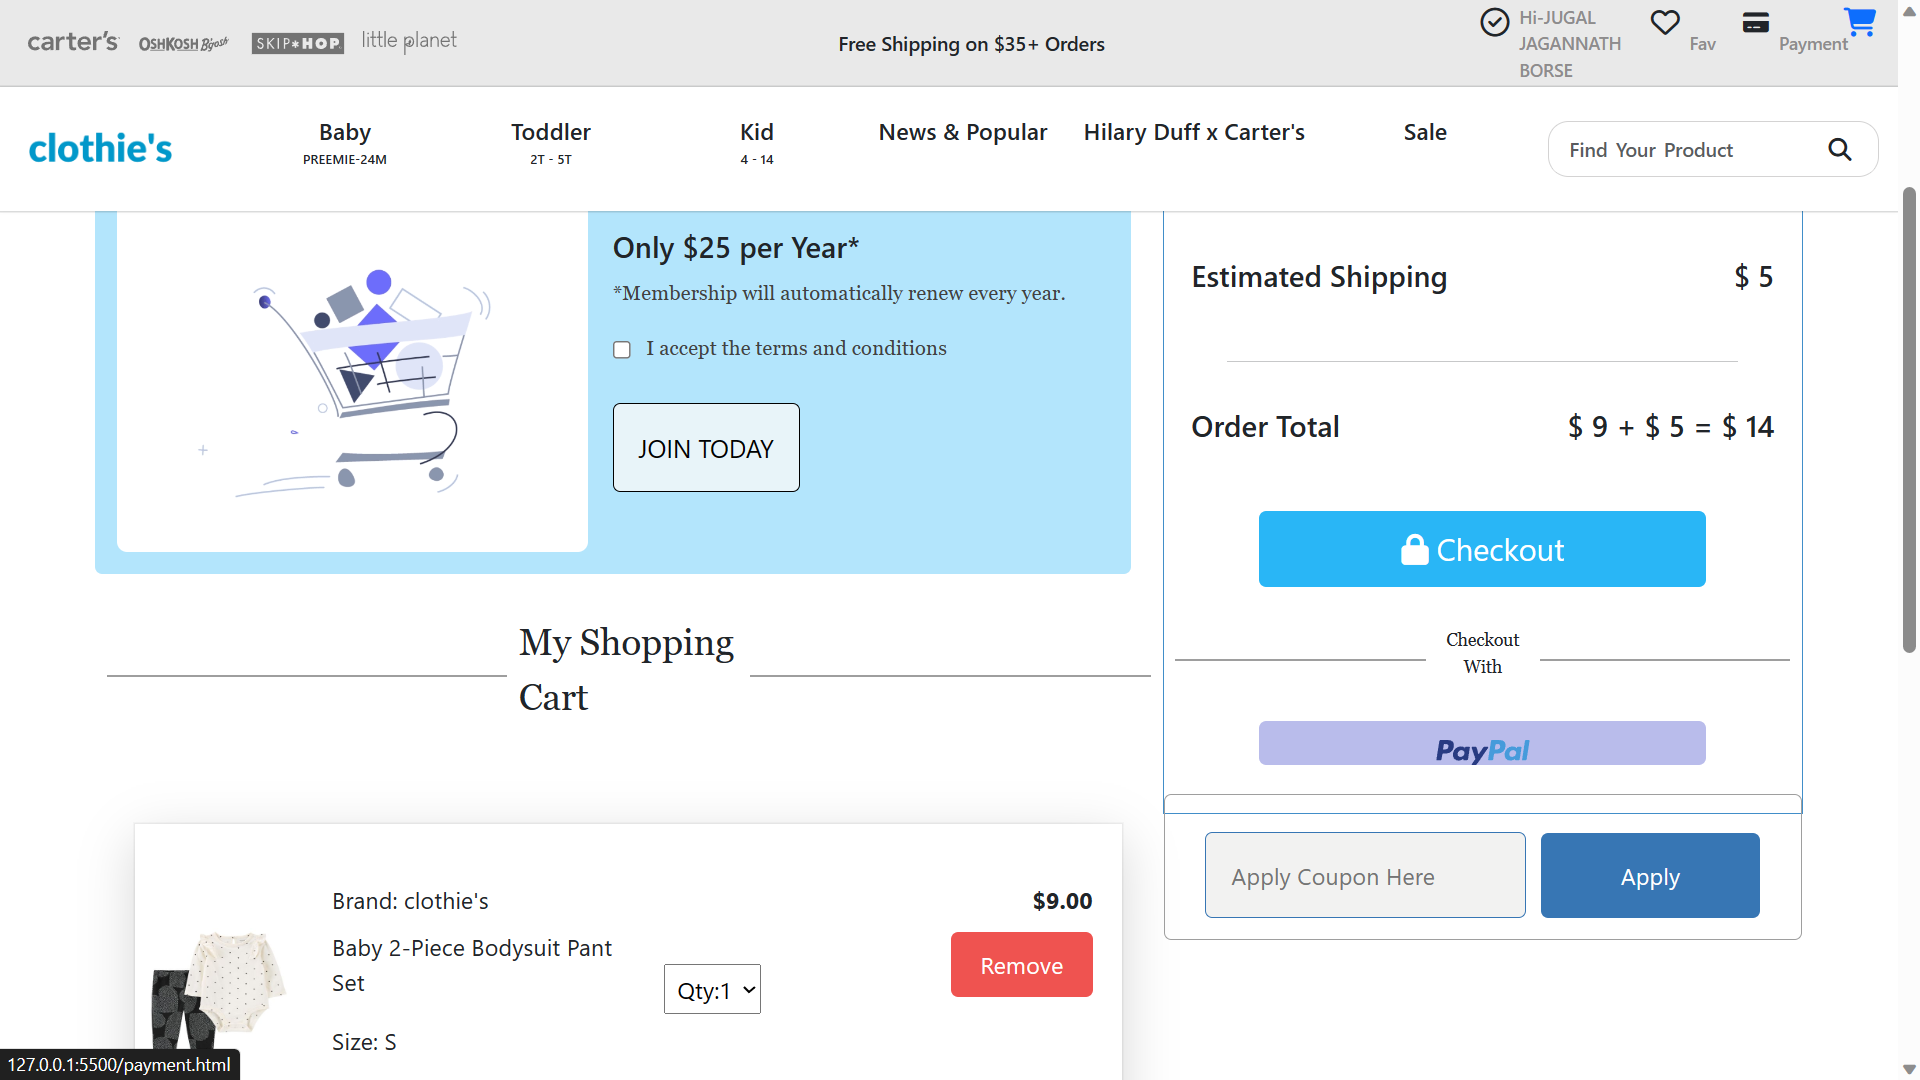 carter's OSHKOSH B'gosh SKIP*HOP little planet
Free Shipping on $35+ Orders
Hi-JUGAL
JAGANNATH
BORSE
Fav
Payment
clothie's
Baby
PREEMIE-24M
Toddler
2T - 5T
Kid
4 - 14
News & Popular
Hilary Duff x Carter's
Sale
Find Your Product
Only $25 per Year*
*Membership will automatically renew every year.
I accept the terms and conditions
JOIN TODAY
Estimated Shipping $ 5
Order Total $ 9 + $ 5 = $ 14
Checkout
Checkout
With
PayPal
Apply Coupon Here
Apply
My Shopping
Cart
Brand: clothie's
$9.00
Baby 2-Piece Bodysuit Pant
Set
Qty:1
Remove
Size: S
127.0.0.1:5500/payment.html